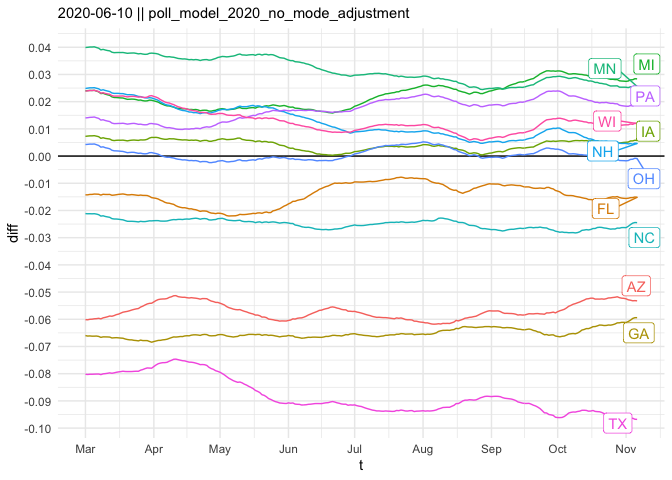 2020-06-10 || poll_model_2020_no_mode_adjustment
0.04
0.03
0.02
0.01
0.00
-0.01
-0.02
-0.03
-0.04
-0.05
-0.06
-0.07
-0.08
-0.09
-0.10
diff
MN
MI
PA
WI
IA
NH
OH
FL
NC
AZ
GA
TX
Mar Apr May Jun Jul Aug Sep Oct Nov
t